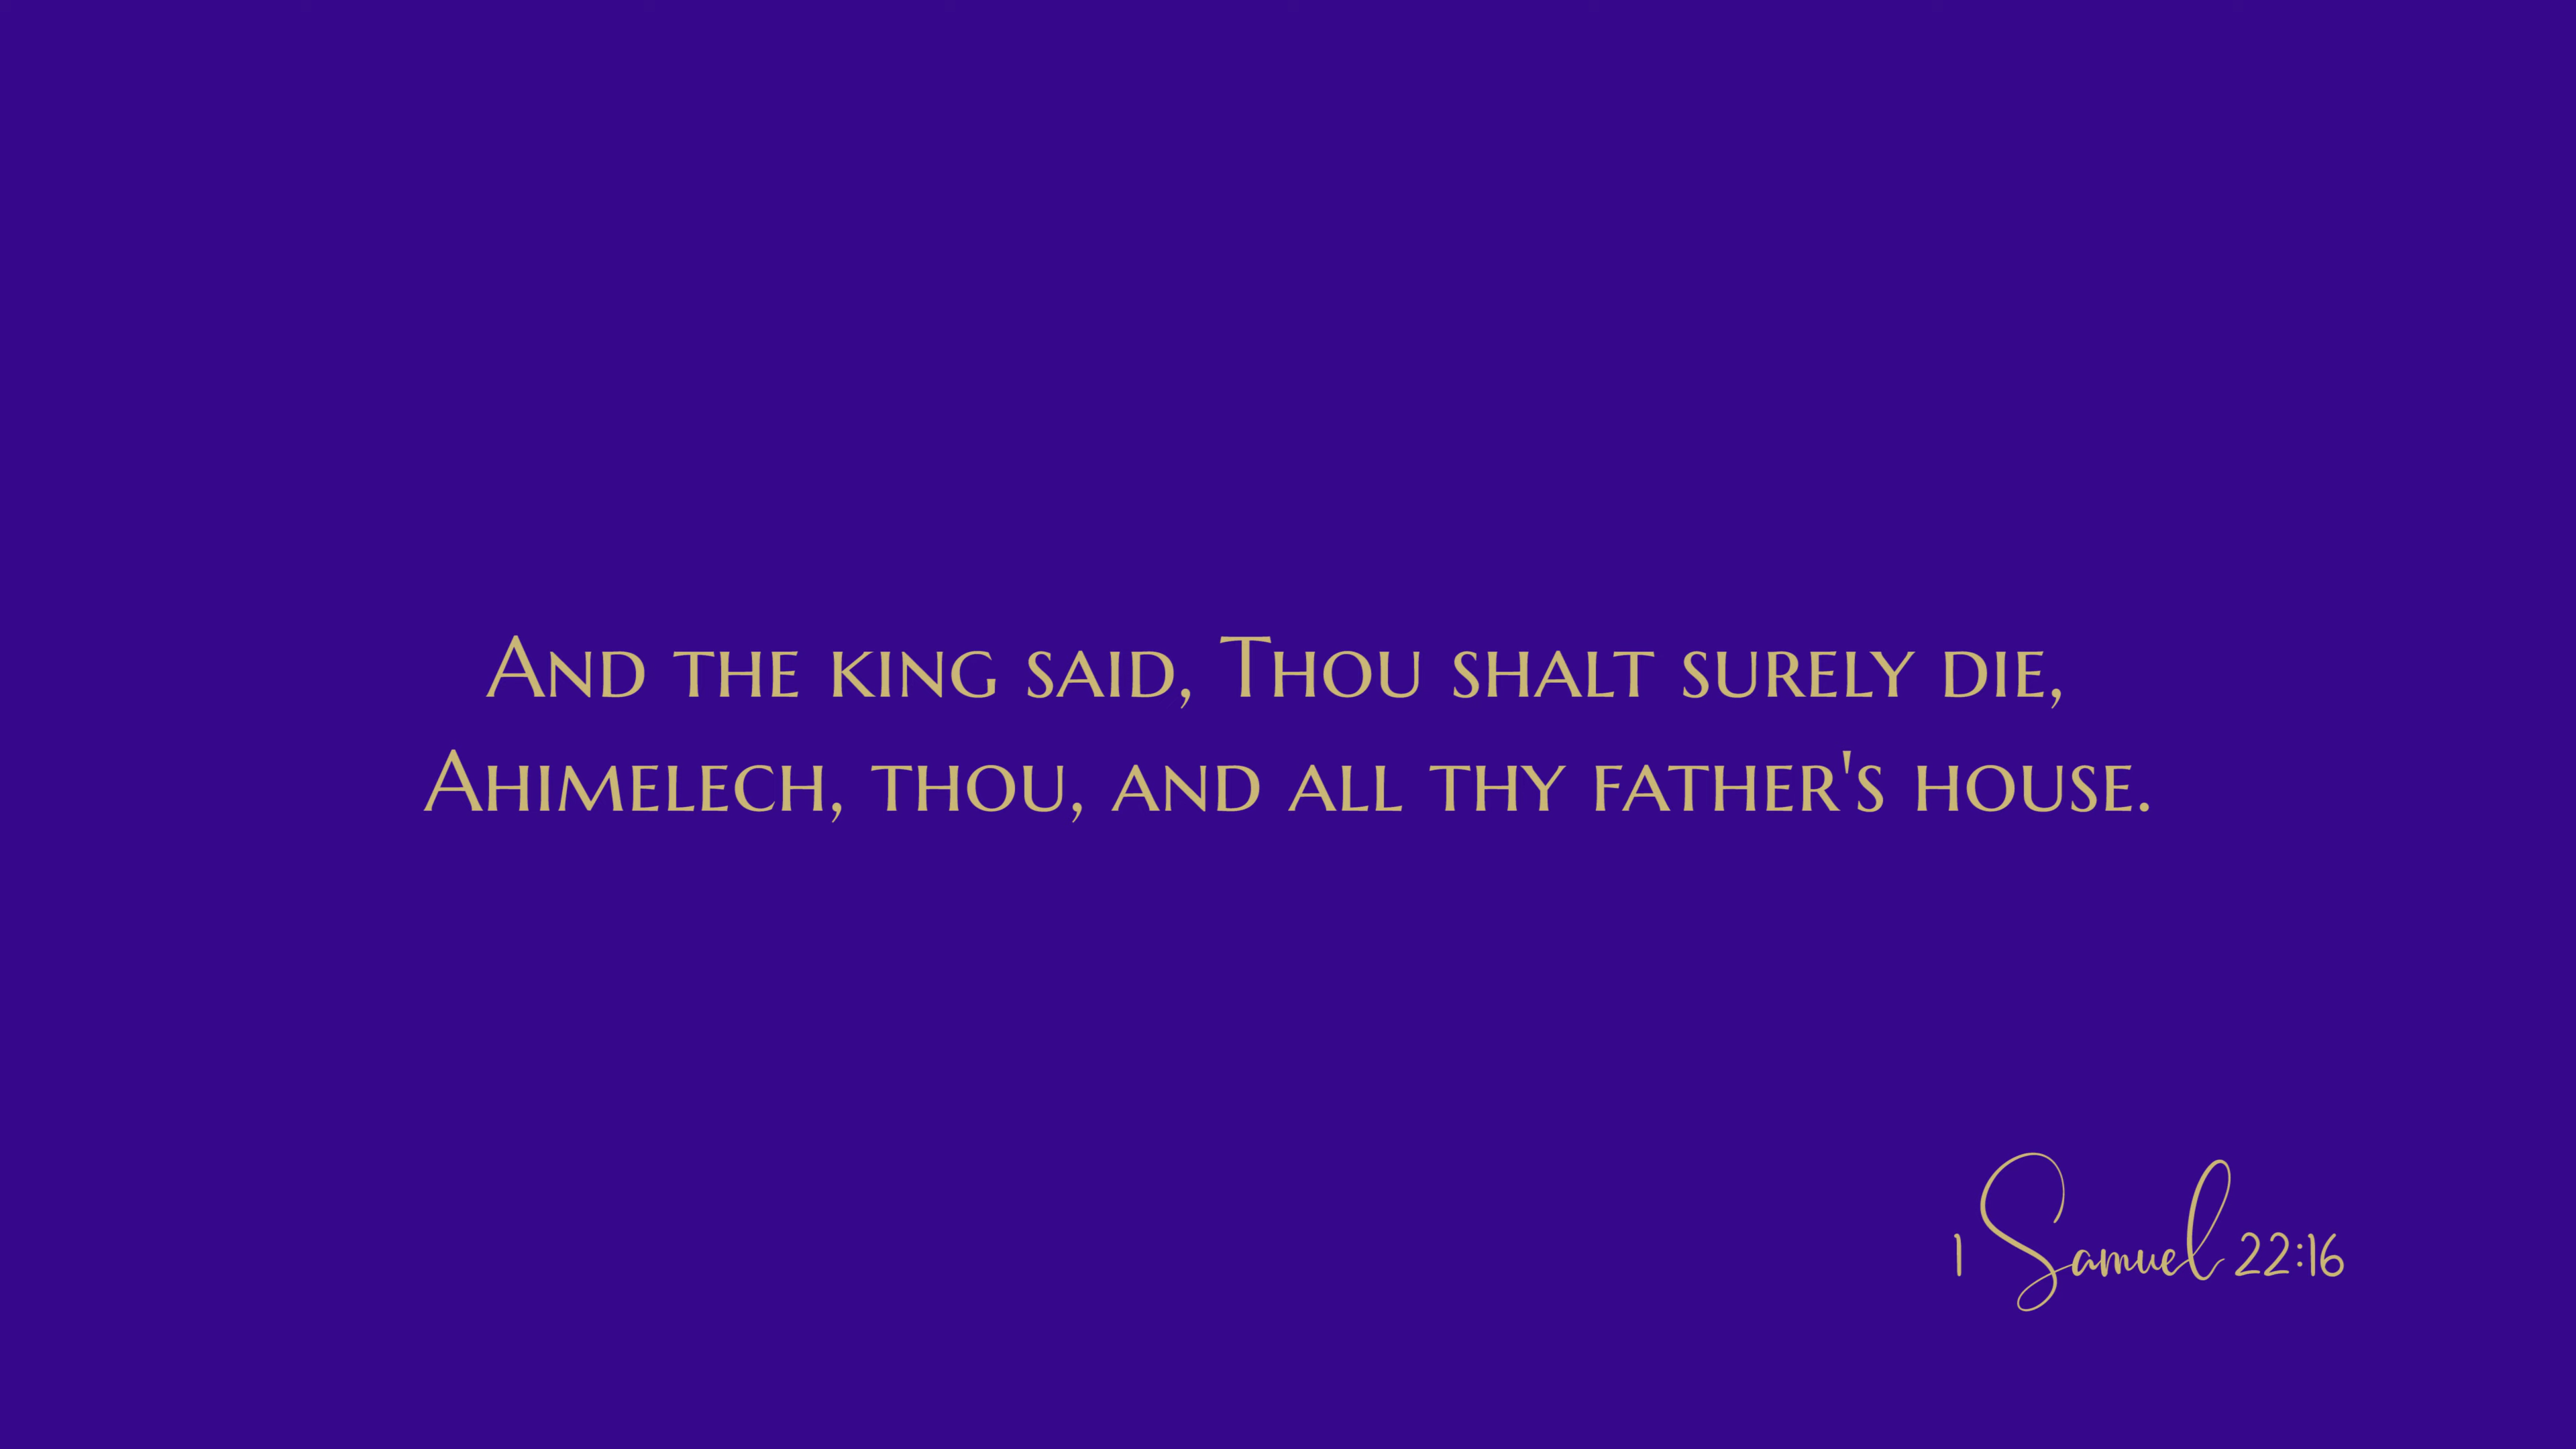 And the king said, Thou shalt surely die,
Ahimelech, thou, and all thy father's house.
1 Samuel 22:16